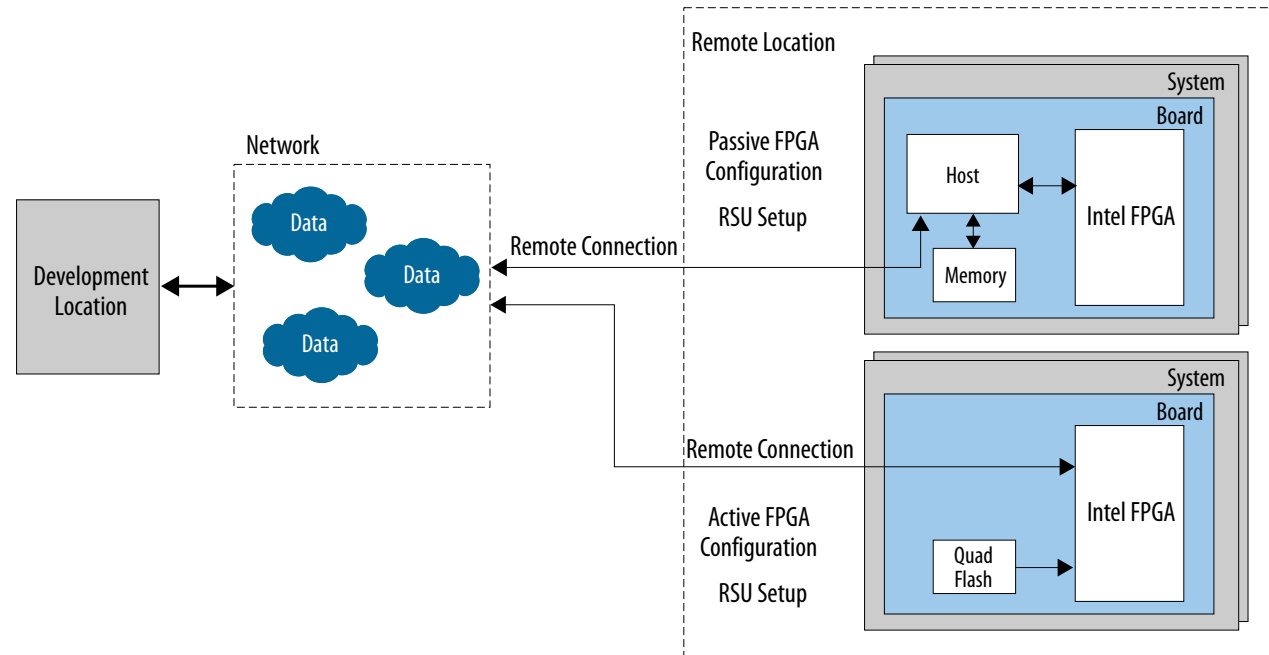 Remote Location
System
Board
Passive FPGA
Configuration
RSU Setup
Host
Memory
Intel FPGA
Network
Data
Data
Data
Development
Location
Remote Connection
System
Board
Remote Connection
Active FPGA
Configuration
RSU Setup
Quad
Flash
Intel FPGA